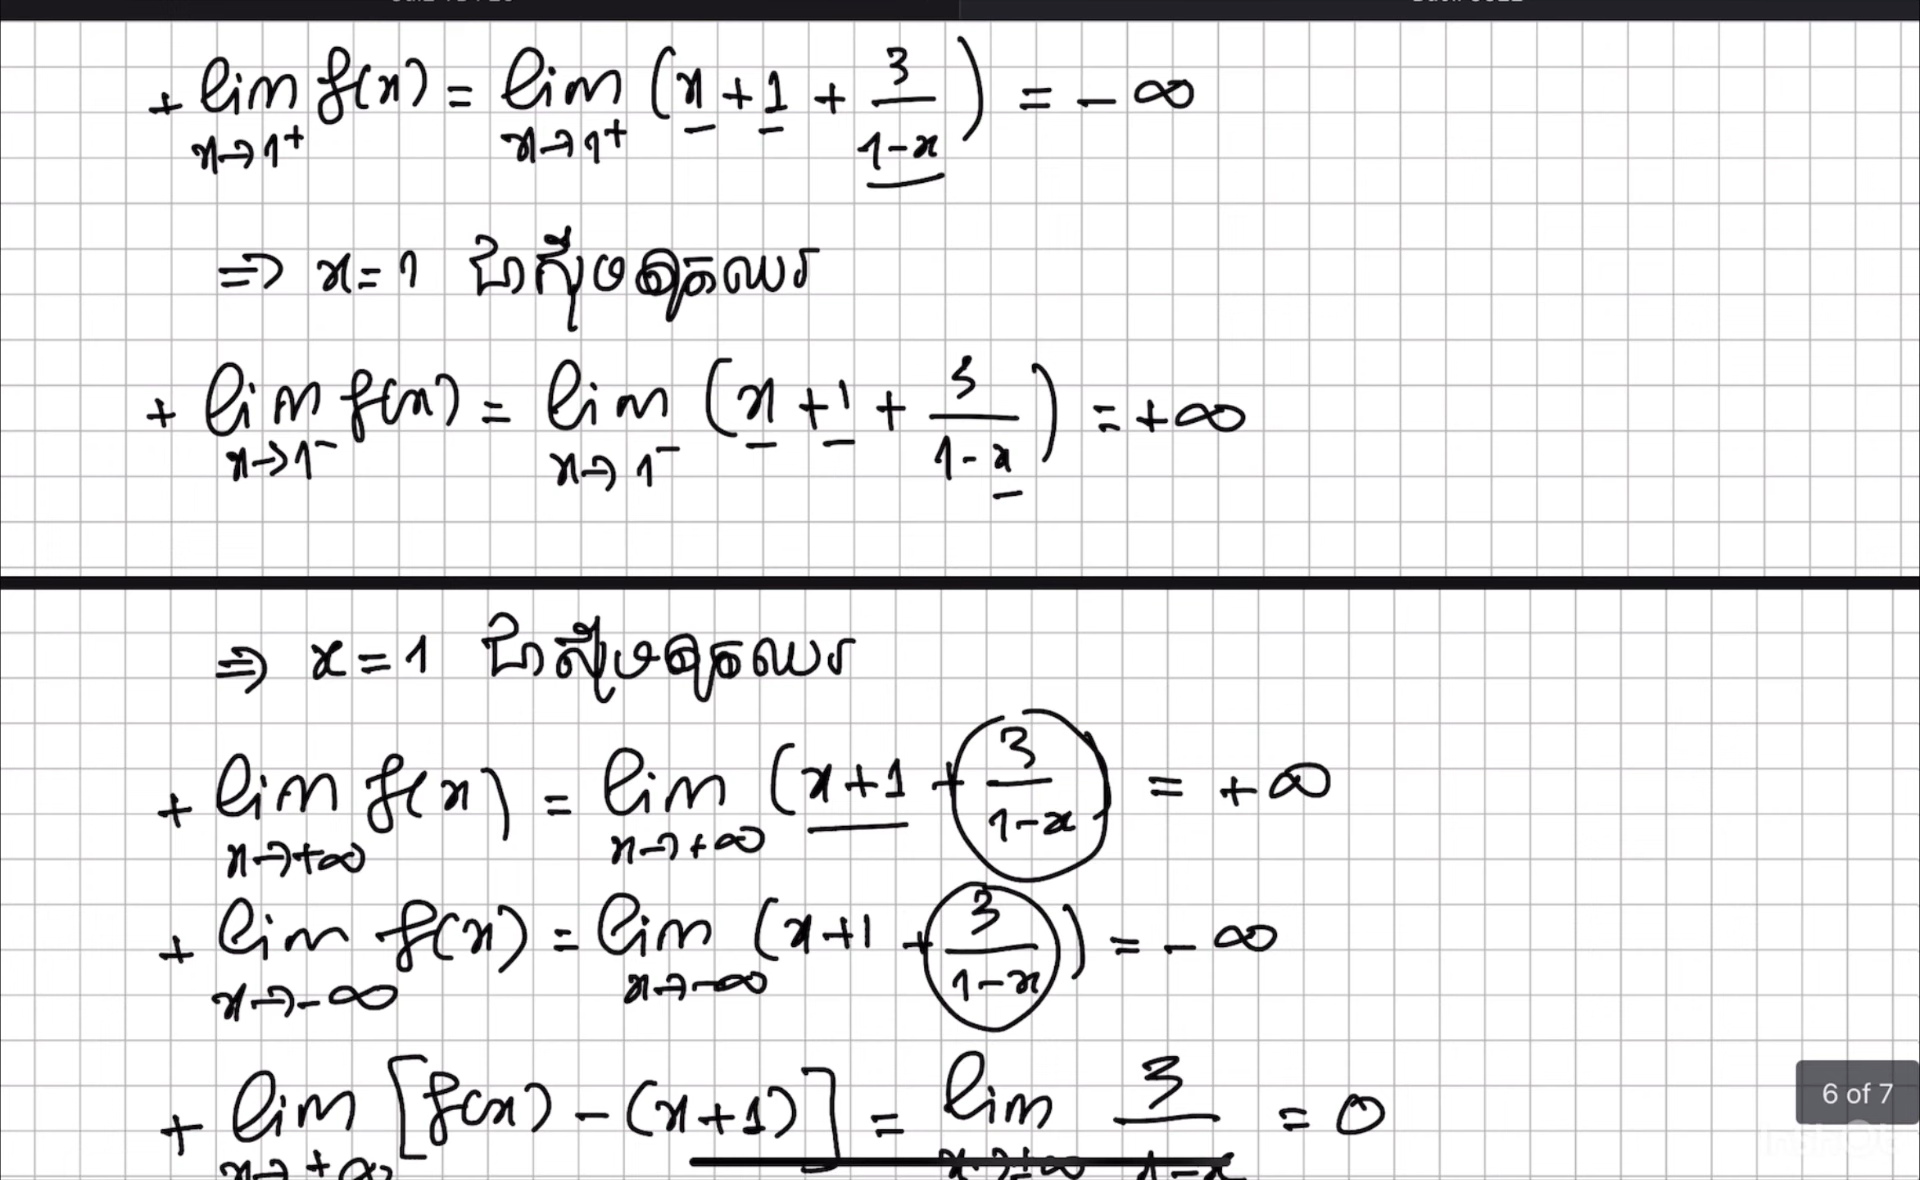 + lim f(x) = lim (x + 1 + 3/(1-x)) = - ∞
x→1⁺ x→1⁺
⇒ x = 1 ជាអាស៊ីមតូតឈរ
+ lim f(x) = lim (x + 1 + 3/(1-x)) = +∞
x→1⁻ x→1⁻
⇒ x = 1 ជាអាស៊ីមតូតឈរ
+ lim f(x) = lim (x+1 + 3/(1-x)) = +∞
x→+∞ x→+∞
+ lim f(x) = lim (x+1 + 3/(1-x)) = -∞
x→-∞ x→-∞
+ lim [f(x) - (x+1)] = lim 3/(1-x) = 0
6 of 7